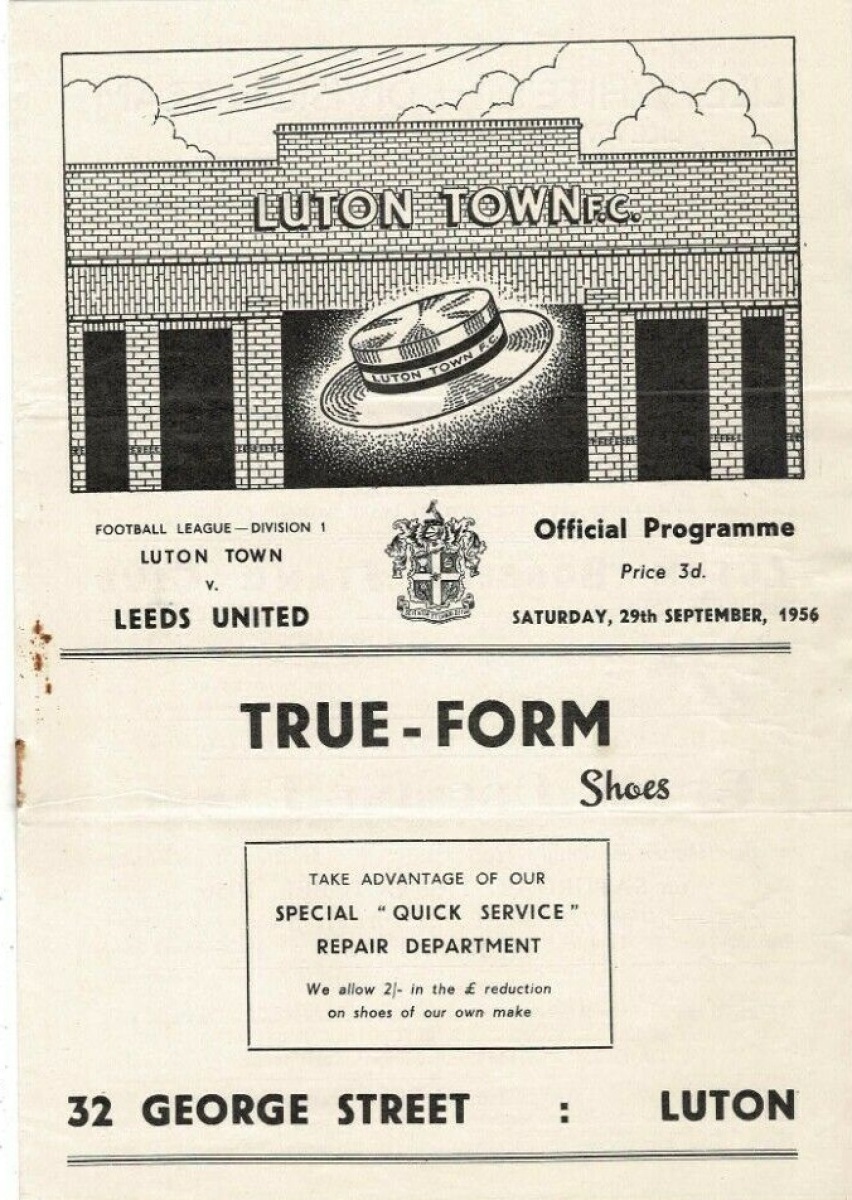 LUTON TOWN F.C.
LUTON TOWN F.C.
FOOTBALL LEAGUE — DIVISION 1
LUTON TOWN
v.
LEEDS UNITED
Official Programme
Price 3d.
SATURDAY, 29th SEPTEMBER, 1956
TRUE - FORM
Shoes
TAKE ADVANTAGE OF OUR
SPECIAL "QUICK SERVICE"
REPAIR DEPARTMENT
We allow 2/- in the £ reduction
on shoes of our own make
32 GEORGE STREET : LUTON